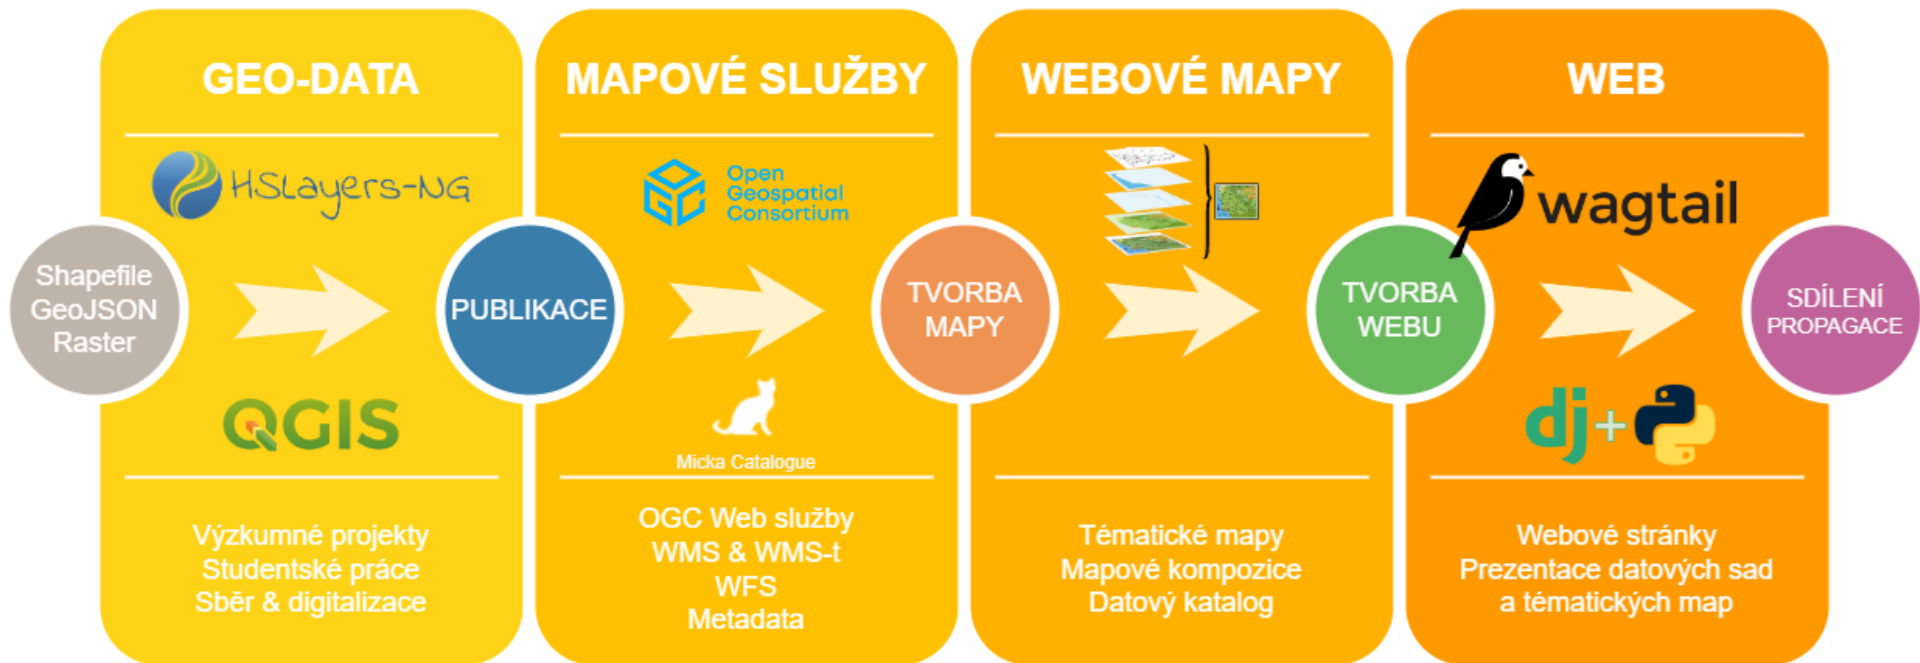 GEO-DATA
HSLayers-NG
Shapefile
GeoJSON
Raster
QGIS
Výzkumné projekty
Studentské práce
Sběr & digitalizace
PUBLIKACE
MAPOVÉ SLUŽBY
OGC
Open
Geospatial
Consortium
Micka Catalogue
OGC Web služby
WMS & WMS-t
WFS
Metadata
TVORBA
MAPY
WEBOVÉ MAPY
Tématické mapy
Mapové kompozice
Datový katalog
TVORBA
WEBU
WEB
wagtail
dj+
Webové stránky
Prezentace datových sad
a tématických map
SDÍLENÍ
PROPAGACE